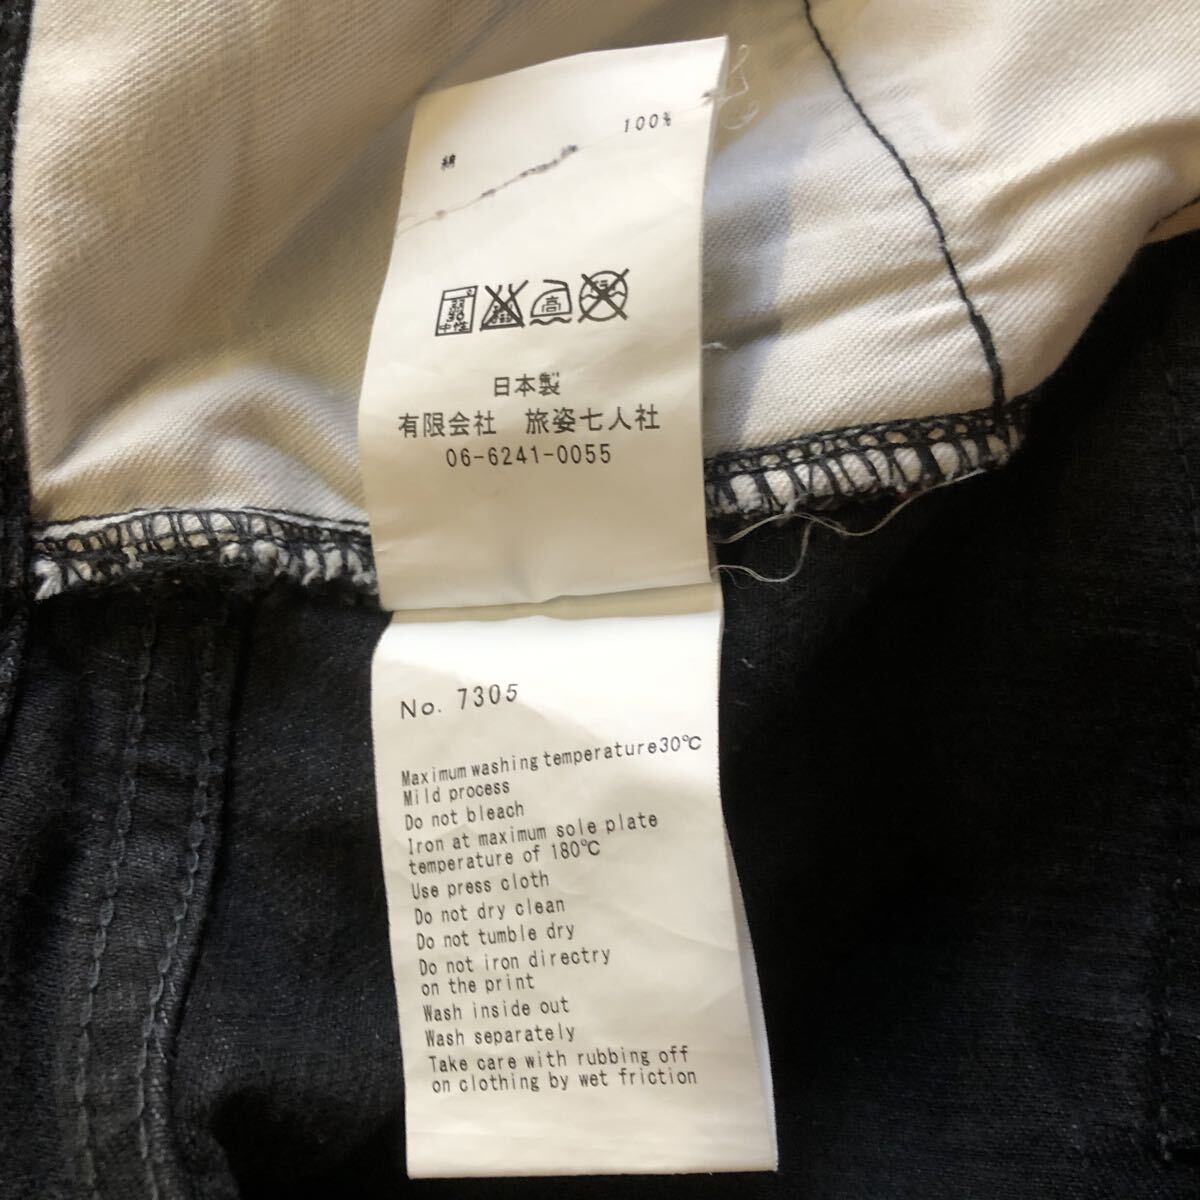 綿 100%
弱 30 中性 高
日本製
有限会社 旅姿七人社
06-6241-0055
No. 7305
Maximum washing temperature30℃
Mild process
Do not bleach
Iron at maximum sole plate
temperature of 180℃
Use press cloth
Do not dry clean
Do not tumble dry
Do not iron directry
on the print
Wash inside out
Wash separately
Take care with rubbing off
on clothing by wet friction